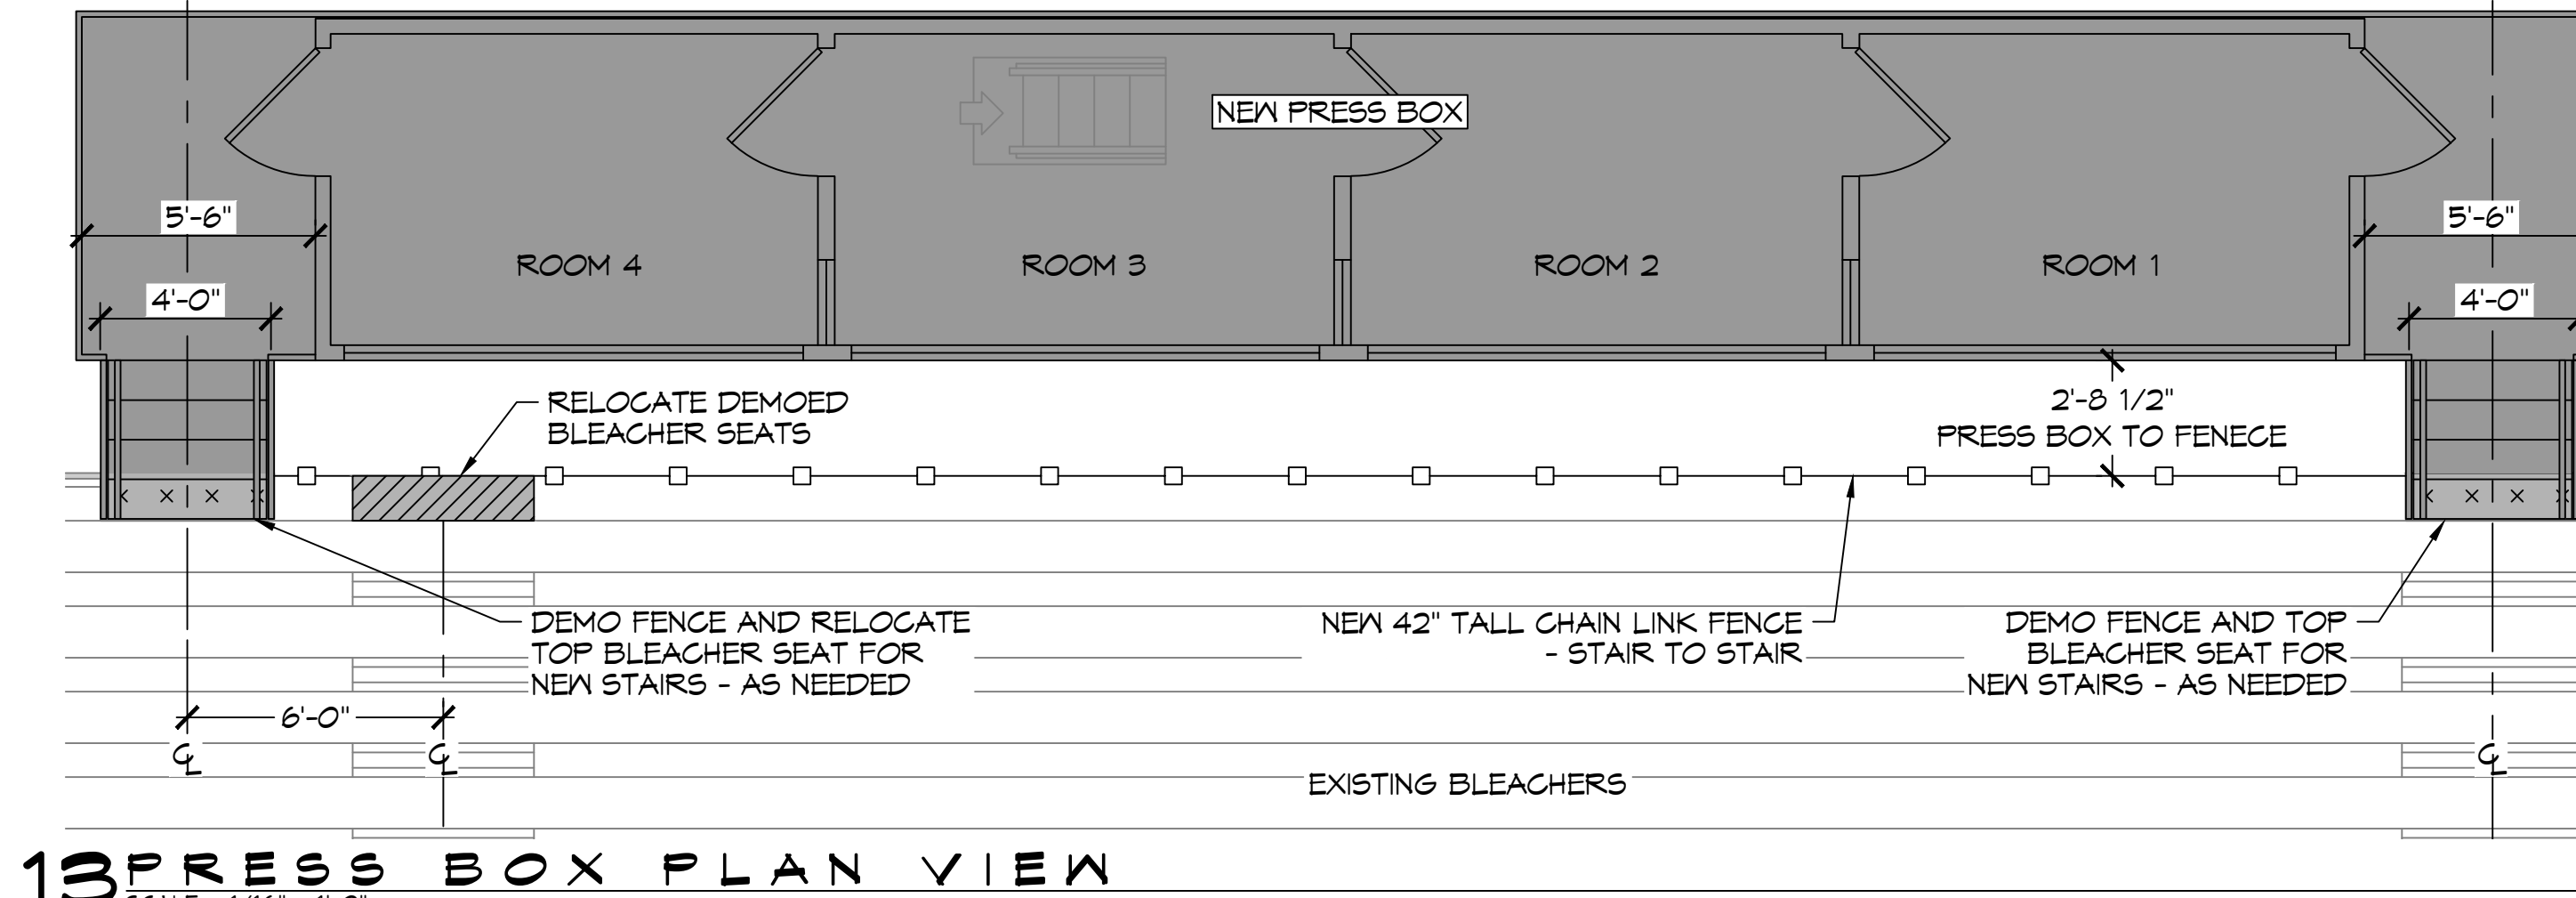 NEW PRESS BOX
5'-6"
5'-6"
ROOM 4
ROOM 3
ROOM 2
ROOM 1
4'-0"
4'-0"
RELOCATE DEMOED
BLEACHER SEATS
2'-8 1/2"
PRESS BOX TO FENECE
DEMO FENCE AND RELOCATE
TOP BLEACHER SEAT FOR
NEW STAIRS - AS NEEDED
NEW 42" TALL CHAIN LINK FENCE
- STAIR TO STAIR
DEMO FENCE AND TOP
BLEACHER SEAT FOR
NEW STAIRS - AS NEEDED
6'-0"
℄
℄
℄
EXISTING BLEACHERS
13 PRESS BOX PLAN VIEW